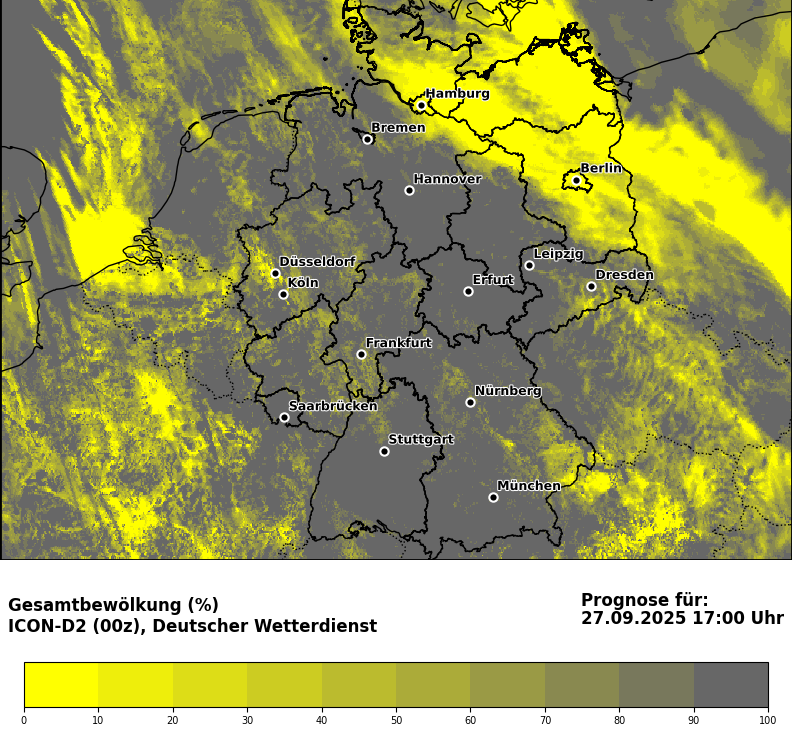 Hamburg
Bremen
Berlin
Hannover
Leipzig
Düsseldorf
Dresden
Köln
Erfurt
Frankfurt
Nürnberg
Saarbrücken
Stuttgart
München
Gesamtbewölkung (%)
ICON-D2 (00z), Deutscher Wetterdienst
Prognose für:
27.09.2025 17:00 Uhr
0 10 20 30 40 50 60 70 80 90 100